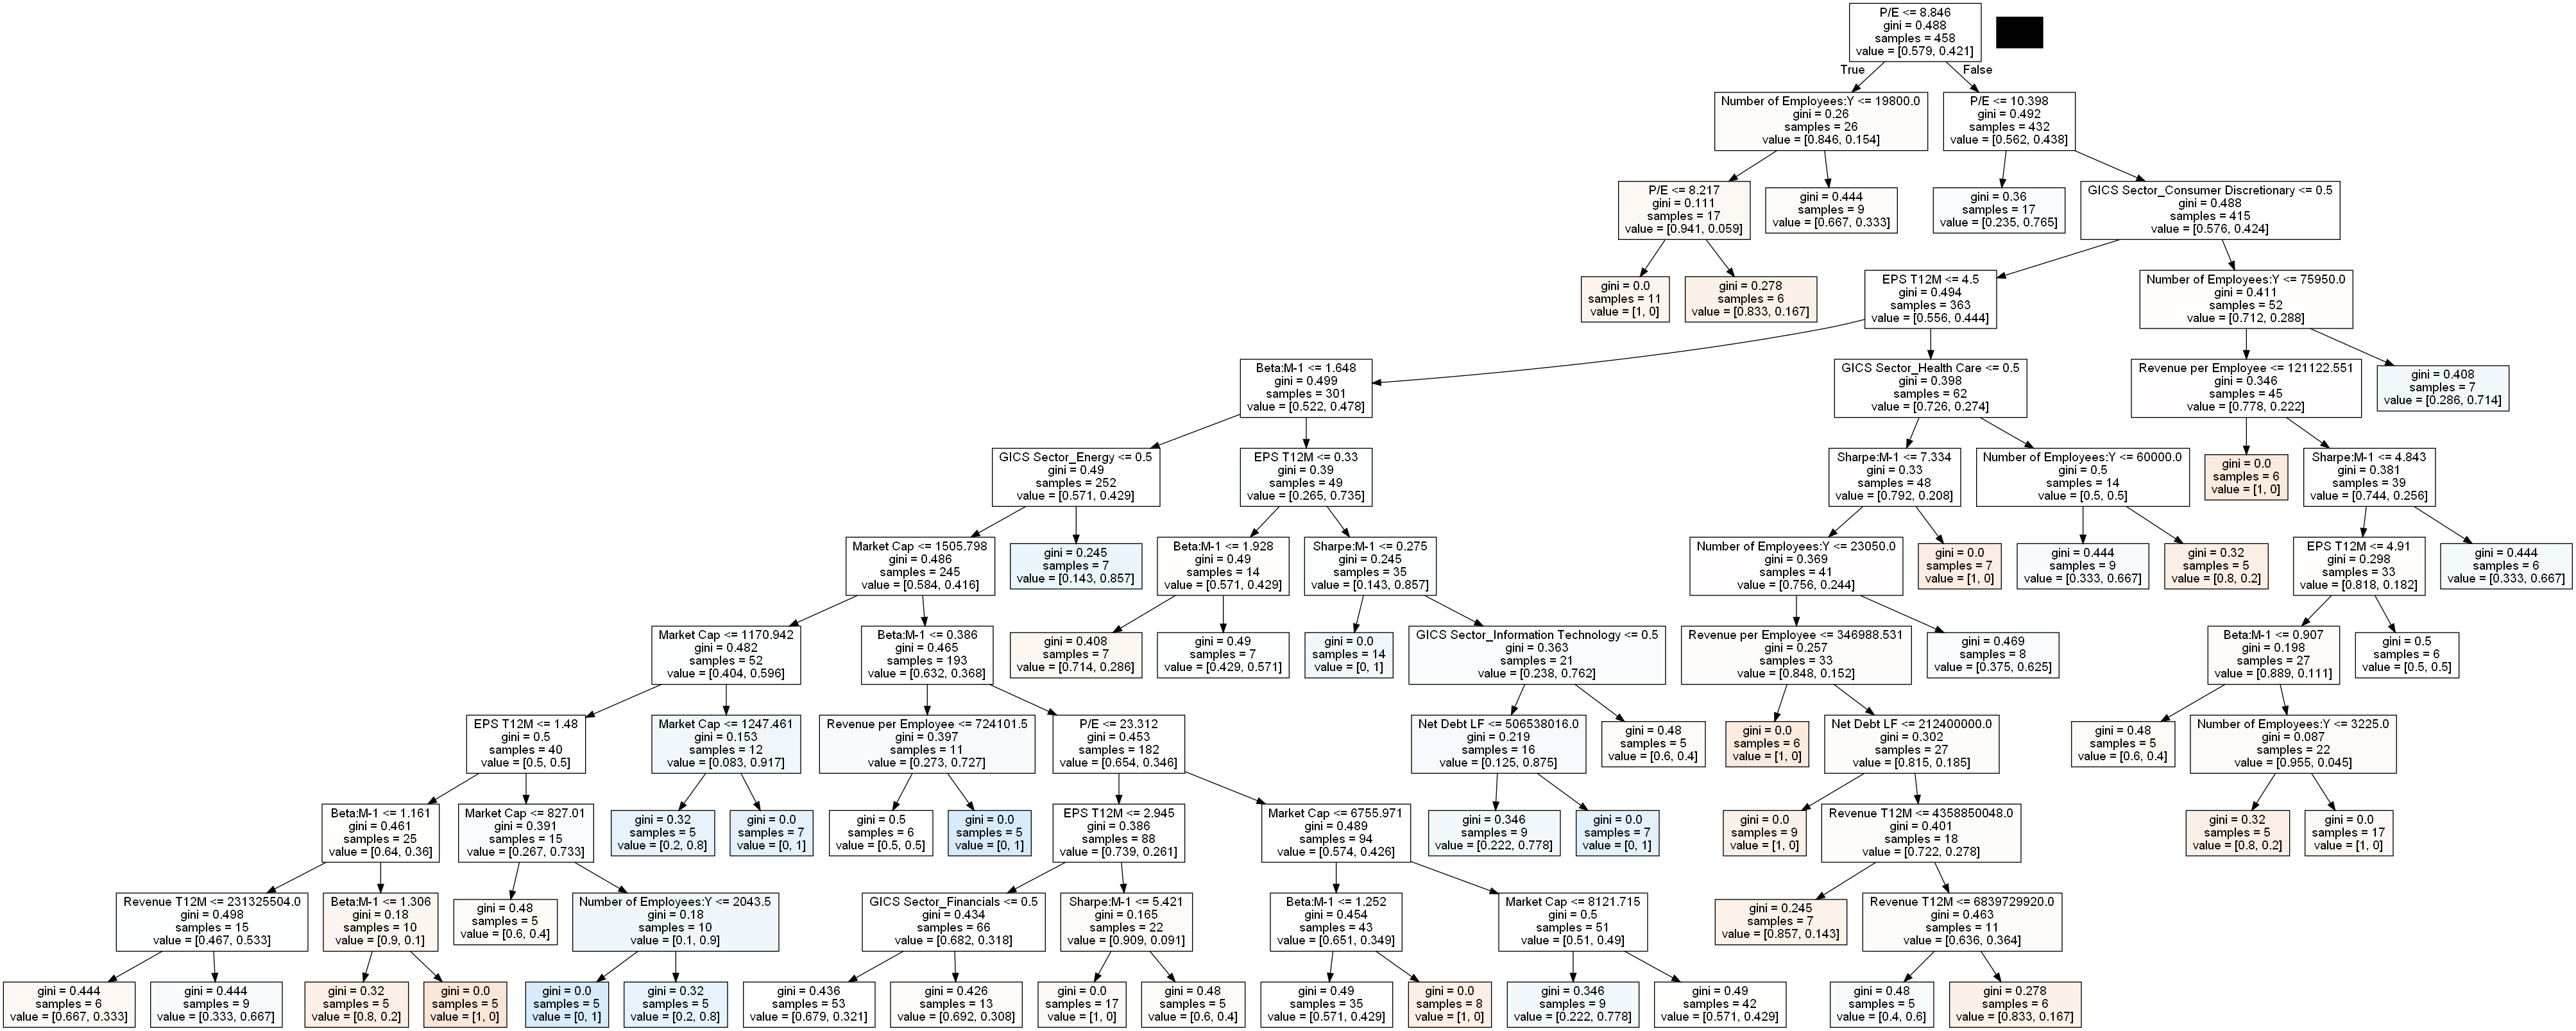 P/E <= 8.846
gini = 0.488
samples = 458
value = [0.579, 0.421]
True
False
Number of Employees:Y <= 19800.0
gini = 0.26
samples = 26
value = [0.846, 0.154]
P/E <= 10.398
gini = 0.492
samples = 432
value = [0.562, 0.438]
P/E <= 8.217
gini = 0.111
samples = 17
value = [0.941, 0.059]
gini = 0.444
samples = 9
value = [0.667, 0.333]
gini = 0.36
samples = 17
value = [0.235, 0.765]
GICS Sector_Consumer Discretionary <= 0.5
gini = 0.488
samples = 415
value = [0.576, 0.424]
gini = 0.0
samples = 11
value = [1, 0]
gini = 0.278
samples = 6
value = [0.833, 0.167]
EPS T12M <= 4.5
gini = 0.494
samples = 363
value = [0.556, 0.444]
Number of Employees:Y <= 75950.0
gini = 0.411
samples = 52
value = [0.712, 0.288]
Beta:M-1 <= 1.648
gini = 0.499
samples = 301
value = [0.522, 0.478]
GICS Sector_Health Care <= 0.5
gini = 0.398
samples = 62
value = [0.726, 0.274]
Revenue per Employee <= 121122.551
gini = 0.346
samples = 45
value = [0.778, 0.222]
gini = 0.408
samples = 7
value = [0.286, 0.714]
GICS Sector_Energy <= 0.5
gini = 0.49
samples = 252
value = [0.571, 0.429]
EPS T12M <= 0.33
gini = 0.39
samples = 49
value = [0.265, 0.735]
Sharpe:M-1 <= 7.334
gini = 0.33
samples = 48
value = [0.792, 0.208]
Number of Employees:Y <= 60000.0
gini = 0.5
samples = 14
value = [0.5, 0.5]
gini = 0.0
samples = 6
value = [1, 0]
Sharpe:M-1 <= 4.843
gini = 0.381
samples = 39
value = [0.744, 0.256]
Market Cap <= 1505.798
gini = 0.486
samples = 245
value = [0.584, 0.416]
gini = 0.245
samples = 7
value = [0.143, 0.857]
Beta:M-1 <= 1.928
gini = 0.49
samples = 14
value = [0.571, 0.429]
Sharpe:M-1 <= 0.275
gini = 0.245
samples = 35
value = [0.143, 0.857]
Number of Employees:Y <= 23050.0
gini = 0.369
samples = 41
value = [0.756, 0.244]
gini = 0.0
samples = 7
value = [1, 0]
gini = 0.444
samples = 9
value = [0.333, 0.667]
gini = 0.32
samples = 5
value = [0.8, 0.2]
EPS T12M <= 4.91
gini = 0.298
samples = 33
value = [0.818, 0.182]
gini = 0.444
samples = 6
value = [0.333, 0.667]
Market Cap <= 1170.942
gini = 0.482
samples = 52
value = [0.404, 0.596]
Beta:M-1 <= 0.386
gini = 0.465
samples = 193
value = [0.632, 0.368]
gini = 0.408
samples = 7
value = [0.714, 0.286]
gini = 0.49
samples = 7
value = [0.429, 0.571]
gini = 0.0
samples = 14
value = [0, 1]
GICS Sector_Information Technology <= 0.5
gini = 0.363
samples = 21
value = [0.238, 0.762]
Revenue per Employee <= 346988.531
gini = 0.257
samples = 33
value = [0.848, 0.152]
gini = 0.469
samples = 8
value = [0.375, 0.625]
Beta:M-1 <= 0.907
gini = 0.198
samples = 27
value = [0.889, 0.111]
gini = 0.5
samples = 6
value = [0.5, 0.5]
EPS T12M <= 1.48
gini = 0.5
samples = 40
value = [0.5, 0.5]
Market Cap <= 1247.461
gini = 0.153
samples = 12
value = [0.083, 0.917]
Revenue per Employee <= 724101.5
gini = 0.397
samples = 11
value = [0.273, 0.727]
P/E <= 23.312
gini = 0.453
samples = 182
value = [0.654, 0.346]
Net Debt LF <= 506538016.0
gini = 0.219
samples = 16
value = [0.125, 0.875]
gini = 0.48
samples = 5
value = [0.6, 0.4]
gini = 0.0
samples = 6
value = [1, 0]
Net Debt LF <= 212400000.0
gini = 0.302
samples = 27
value = [0.815, 0.185]
gini = 0.48
samples = 5
value = [0.6, 0.4]
Number of Employees:Y <= 3225.0
gini = 0.087
samples = 22
value = [0.955, 0.045]
Beta:M-1 <= 1.161
gini = 0.461
samples = 25
value = [0.64, 0.36]
Market Cap <= 827.01
gini = 0.391
samples = 15
value = [0.267, 0.733]
gini = 0.32
samples = 5
value = [0.2, 0.8]
gini = 0.0
samples = 7
value = [0, 1]
gini = 0.5
samples = 6
value = [0.5, 0.5]
gini = 0.0
samples = 5
value = [0, 1]
EPS T12M <= 2.945
gini = 0.386
samples = 88
value = [0.739, 0.261]
Market Cap <= 6755.971
gini = 0.489
samples = 94
value = [0.574, 0.426]
gini = 0.346
samples = 9
value = [0.222, 0.778]
gini = 0.0
samples = 7
value = [0, 1]
gini = 0.0
samples = 9
value = [1, 0]
Revenue T12M <= 4358850048.0
gini = 0.401
samples = 18
value = [0.722, 0.278]
gini = 0.32
samples = 5
value = [0.8, 0.2]
gini = 0.0
samples = 17
value = [1, 0]
Revenue T12M <= 231325504.0
gini = 0.498
samples = 15
value = [0.467, 0.533]
Beta:M-1 <= 1.306
gini = 0.18
samples = 10
value = [0.9, 0.1]
gini = 0.48
samples = 5
value = [0.6, 0.4]
Number of Employees:Y <= 2043.5
gini = 0.18
samples = 10
value = [0.1, 0.9]
GICS Sector_Financials <= 0.5
gini = 0.434
samples = 66
value = [0.682, 0.318]
Sharpe:M-1 <= 5.421
gini = 0.165
samples = 22
value = [0.909, 0.091]
Beta:M-1 <= 1.252
gini = 0.454
samples = 43
value = [0.651, 0.349]
Market Cap <= 8121.715
gini = 0.5
samples = 51
value = [0.51, 0.49]
gini = 0.245
samples = 7
value = [0.857, 0.143]
Revenue T12M <= 6839729920.0
gini = 0.463
samples = 11
value = [0.636, 0.364]
gini = 0.444
samples = 6
value = [0.667, 0.333]
gini = 0.444
samples = 9
value = [0.333, 0.667]
gini = 0.32
samples = 5
value = [0.8, 0.2]
gini = 0.0
samples = 5
value = [1, 0]
gini = 0.0
samples = 5
value = [0, 1]
gini = 0.32
samples = 5
value = [0.2, 0.8]
gini = 0.436
samples = 53
value = [0.679, 0.321]
gini = 0.426
samples = 13
value = [0.692, 0.308]
gini = 0.0
samples = 17
value = [1, 0]
gini = 0.48
samples = 5
value = [0.6, 0.4]
gini = 0.49
samples = 35
value = [0.571, 0.429]
gini = 0.0
samples = 8
value = [1, 0]
gini = 0.346
samples = 9
value = [0.222, 0.778]
gini = 0.49
samples = 42
value = [0.571, 0.429]
gini = 0.48
samples = 5
value = [0.4, 0.6]
gini = 0.278
samples = 6
value = [0.833, 0.167]